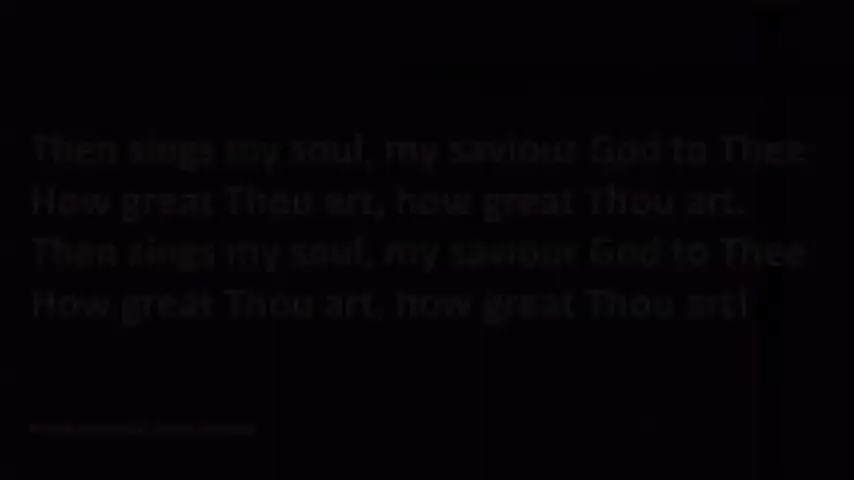 Then sings my soul, my saviour God to Thee
How great Thou art, how great Thou art.
Then sings my soul, my saviour God to Thee
How great Thou art, how great Thou art!